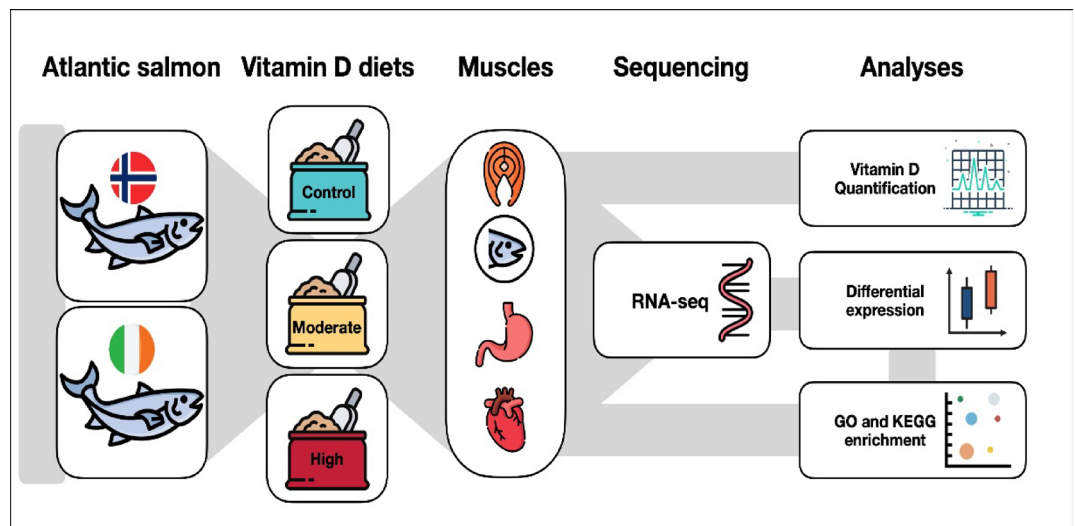 Atlantic salmon
Vitamin D diets
Muscles
Sequencing
Analyses
Control
Moderate
High
RNA-seq
Vitamin D
Quantification
Differential
expression
GO and KEGG
enrichment